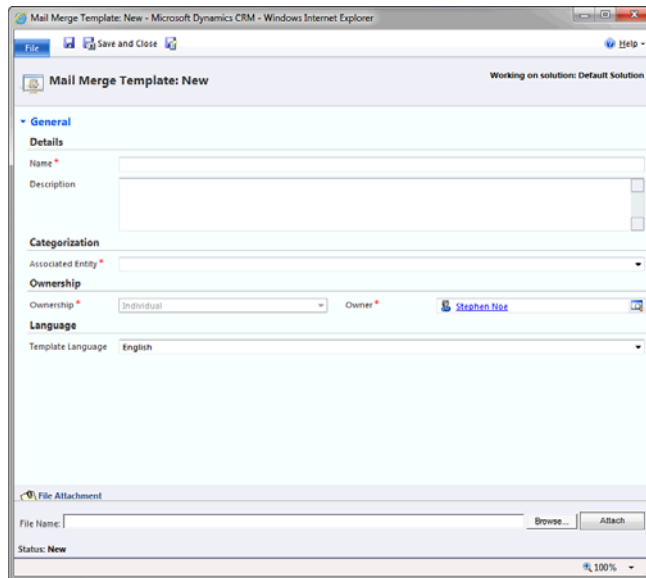 Mail Merge Template: New - Microsoft Dynamics CRM - Windows Internet Explorer
File Save and Close Help
Mail Merge Template: New Working on solution: Default Solution
General
Details
Name *
Description
Categorization
Associated Entity *
Ownership
Ownership * Individual Owner * Stephen Noe
Language
Template Language English
File Attachment
File Name: Browse... Attach
Status: New
100%